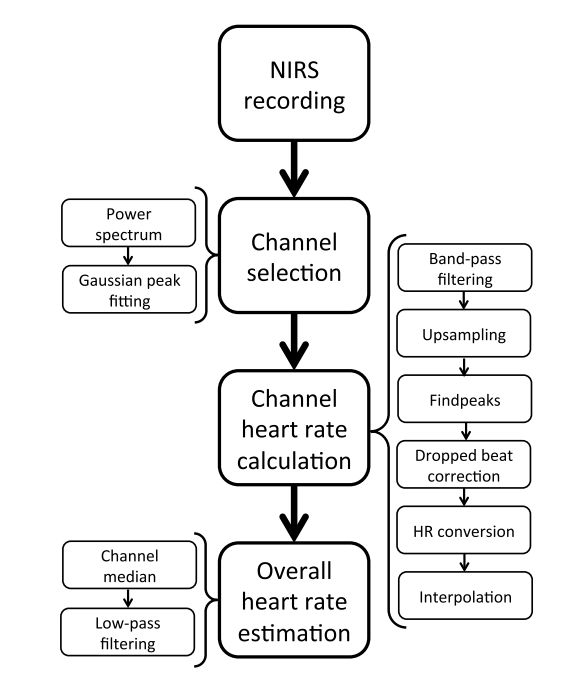 NIRS
recording
Power
spectrum
Gaussian peak
fitting
Channel
selection
Channel
heart rate
calculation
Band-pass
filtering
Upsampling
Findpeaks
Dropped beat
correction
HR conversion
Interpolation
Channel
median
Low-pass
filtering
Overall
heart rate
estimation